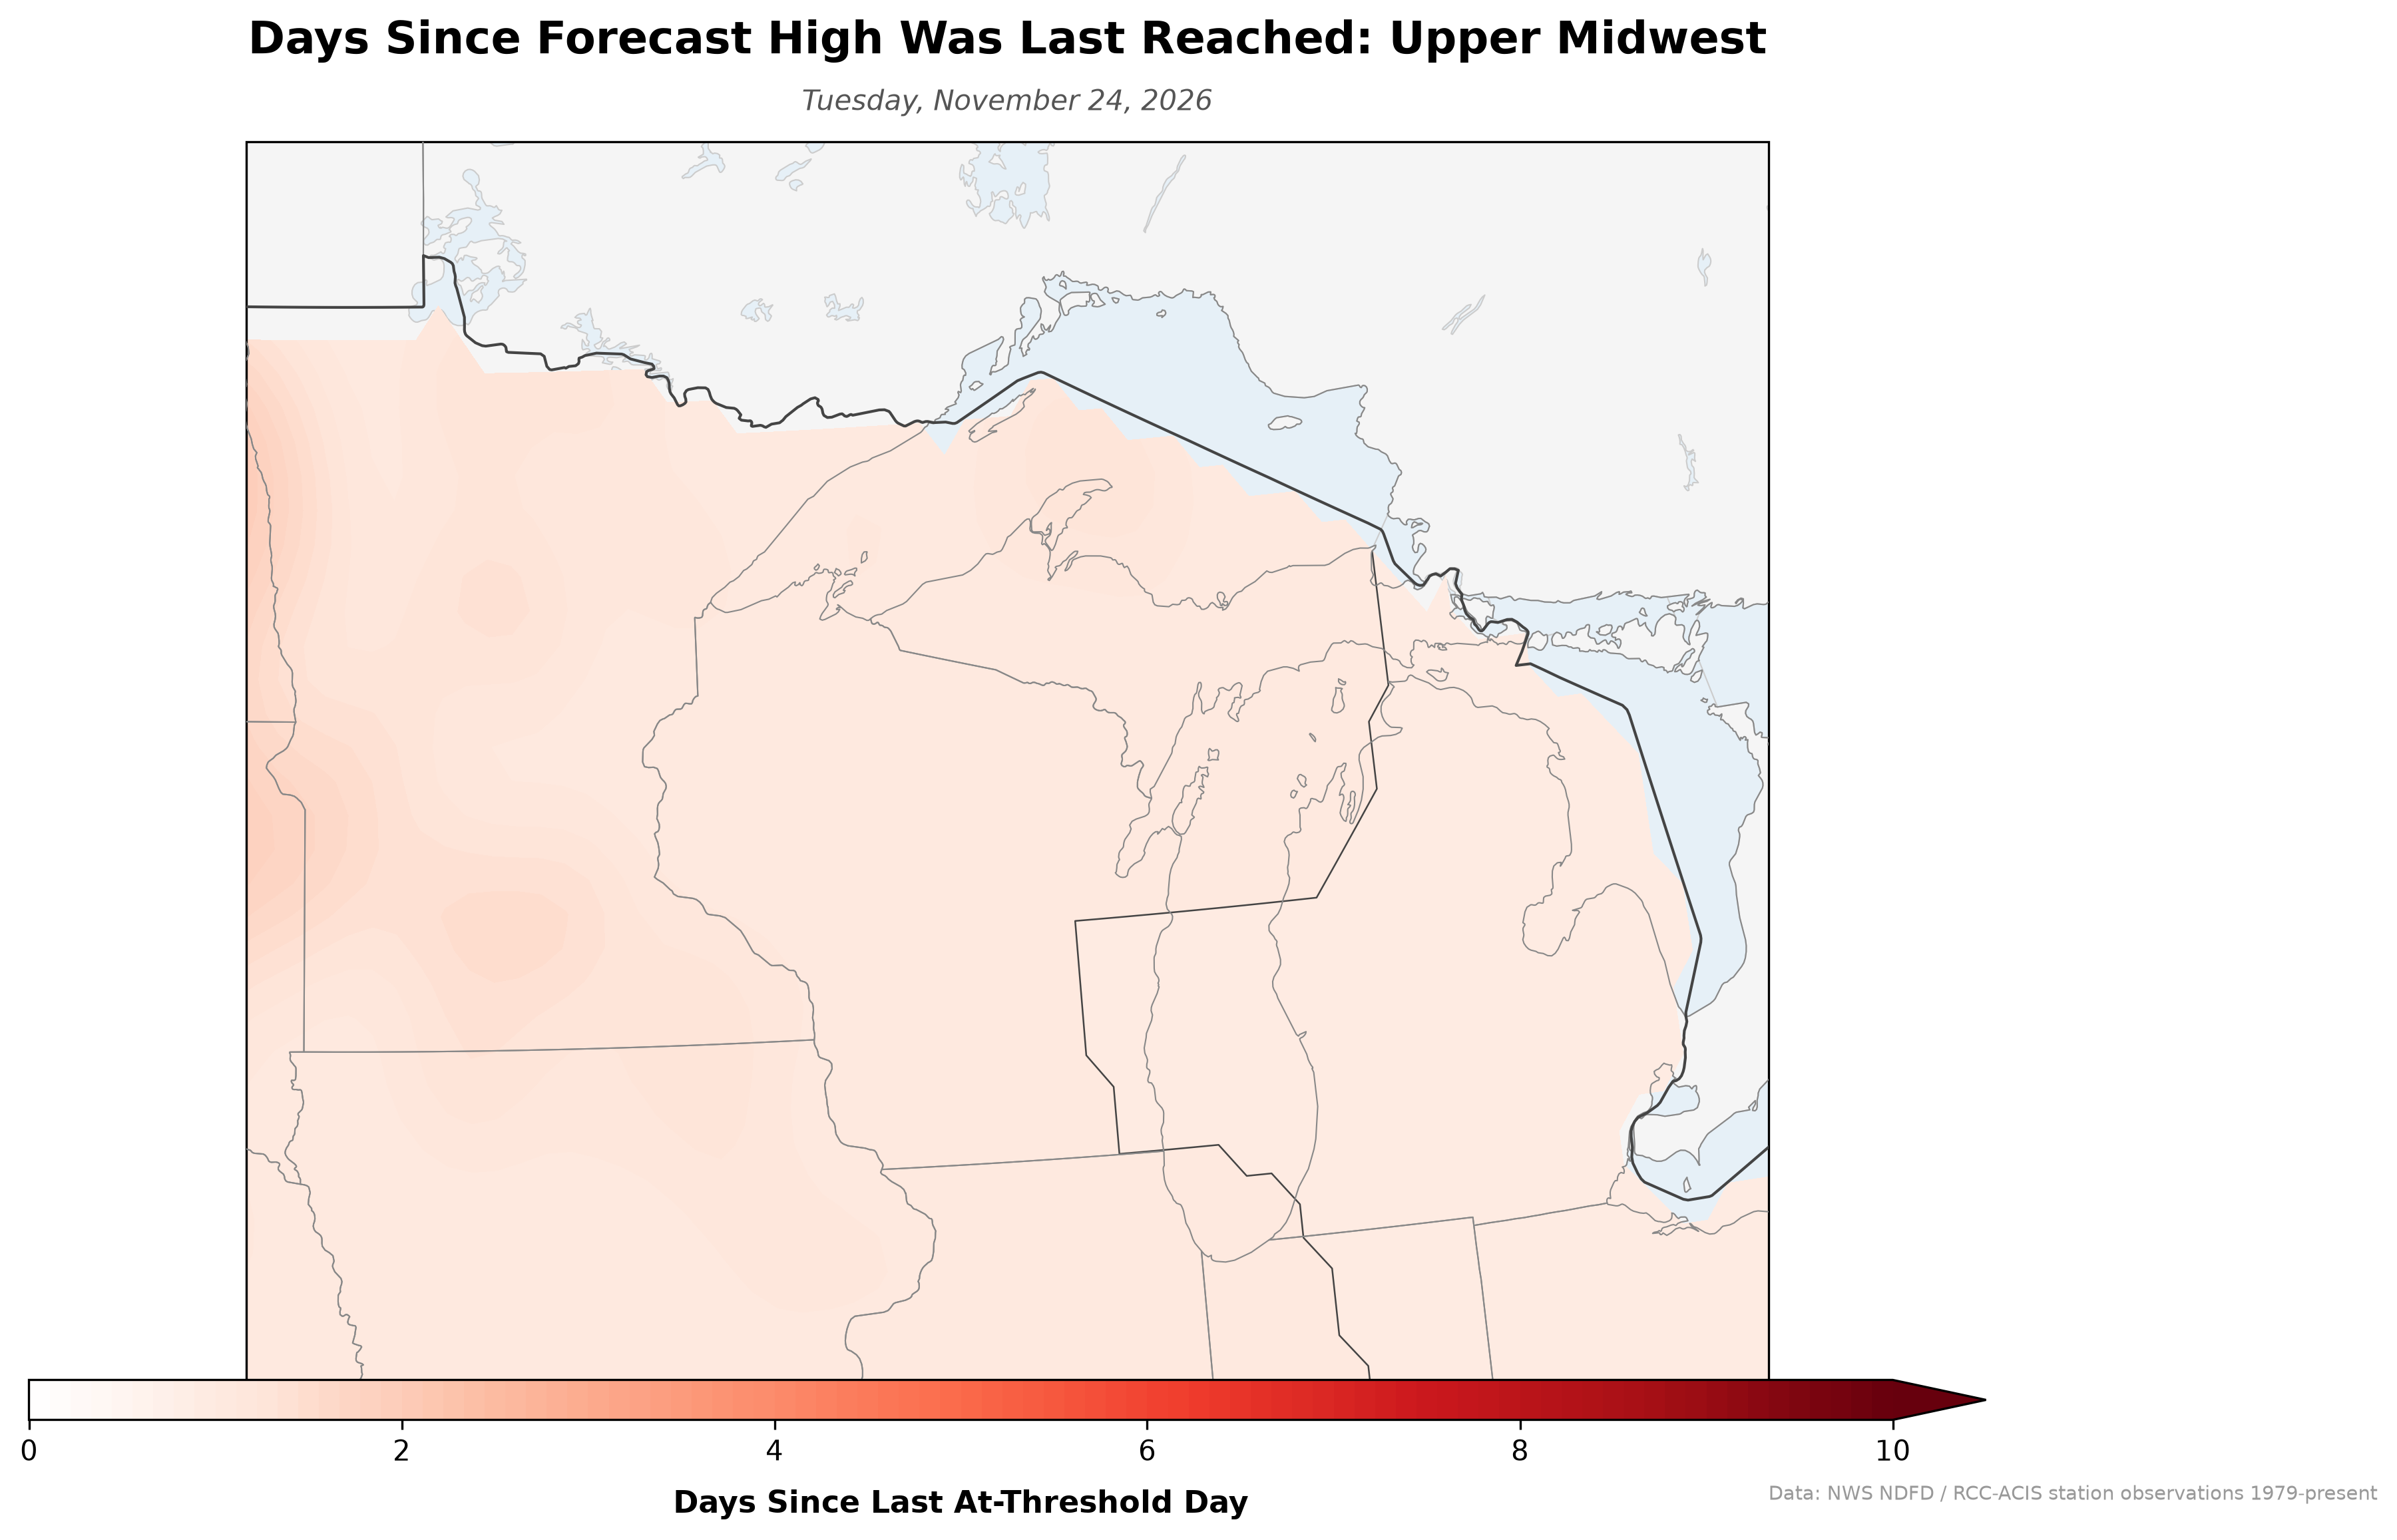 Days Since Forecast High Was Last Reached: Upper Midwest
Tuesday, November 24, 2026
0 2 4 6 8 10
Days Since Last At-Threshold Day
Data: NWS NDFD / RCC-ACIS station observations 1979-present